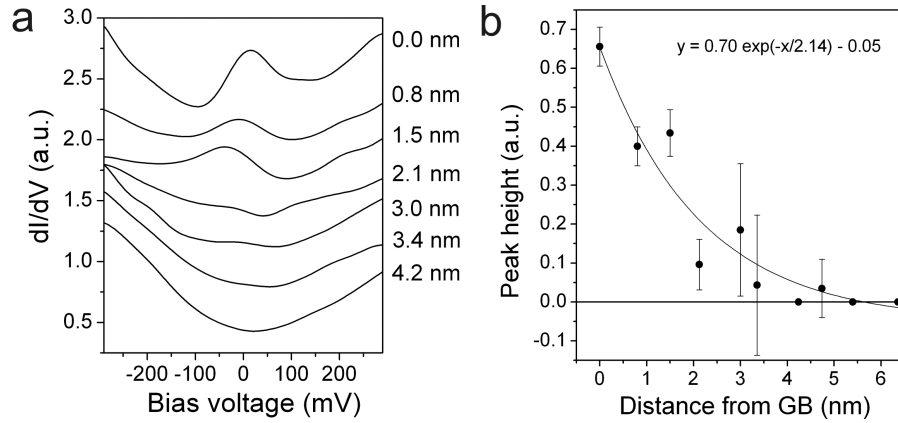 a
3.0
2.5
2.0
1.5
1.0
0.5
dI/dV (a.u.)
-200 -100 0 100 200
Bias voltage (mV)
0.0 nm
0.8 nm
1.5 nm
2.1 nm
3.0 nm
3.4 nm
4.2 nm
b
0.7
0.6
0.5
0.4
0.3
0.2
0.1
0.0
-0.1
Peak height (a.u.)
y = 0.70 exp(-x/2.14) - 0.05
0 1 2 3 4 5 6
Distance from GB (nm)